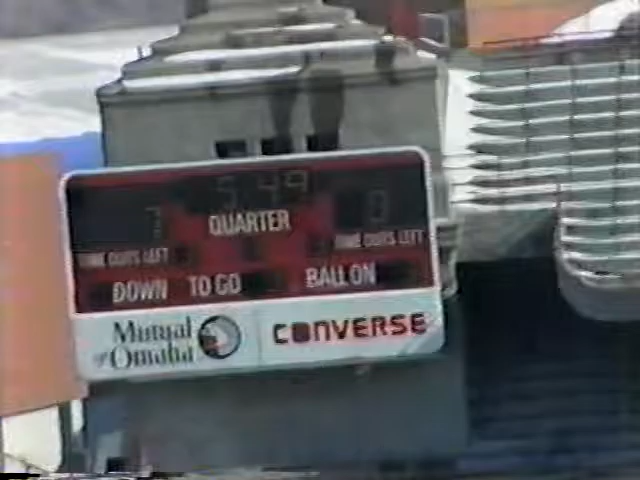 5:49
7 0
QUARTER
TIME OUTS LEFT TIME OUTS LEFT
DOWN TO GO BALL ON
Mutual
of Omaha
CONVERSE